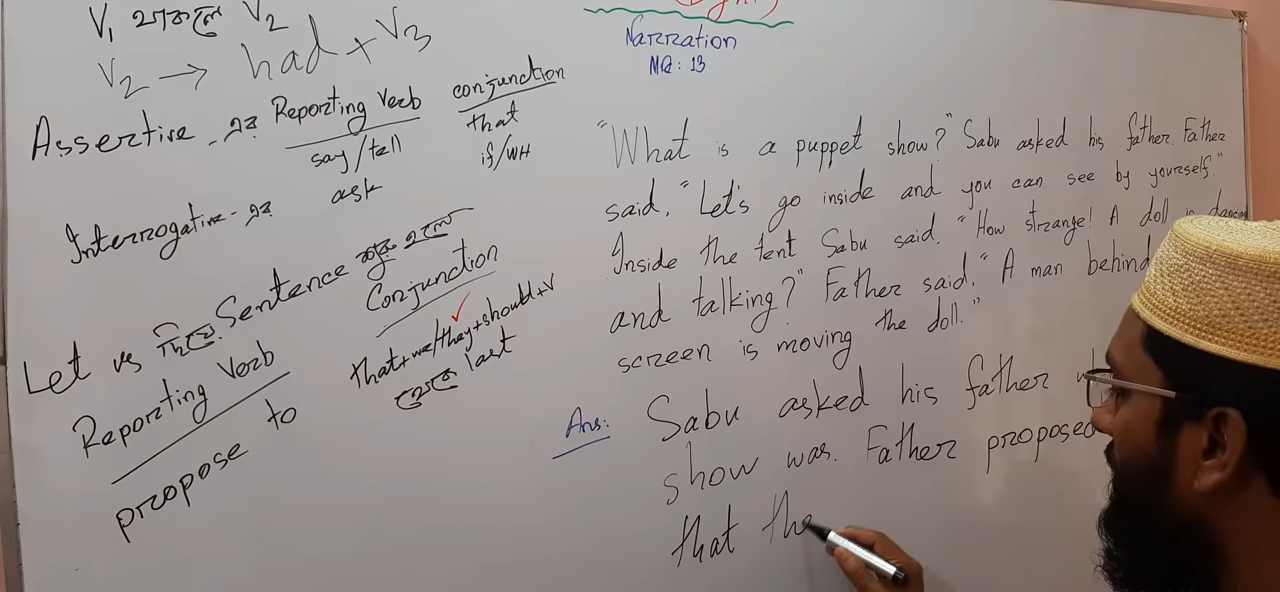 V₁ থাকলে V₂
V₂ → had + V₃
Narration
MQ: 13
Assertive - এর
Reporting Verb
conjunction
say/tell
that
Interrogative - এর
ask
if/WH
Let us দিয়ে Sentence শুরু হলে
Reporting Verb
Conjunction
propose to
that+we/they+should+V
থেকে last
"What is a puppet show?" Sabu asked his father. Father
said, "Let's go inside and you can see by yourself."
Inside the tent Sabu said, "How strange! A doll is dancing
and talking?" Father said, "A man behind
screen is moving the doll."
Ans: Sabu asked his father
show was. Father proposed
that the